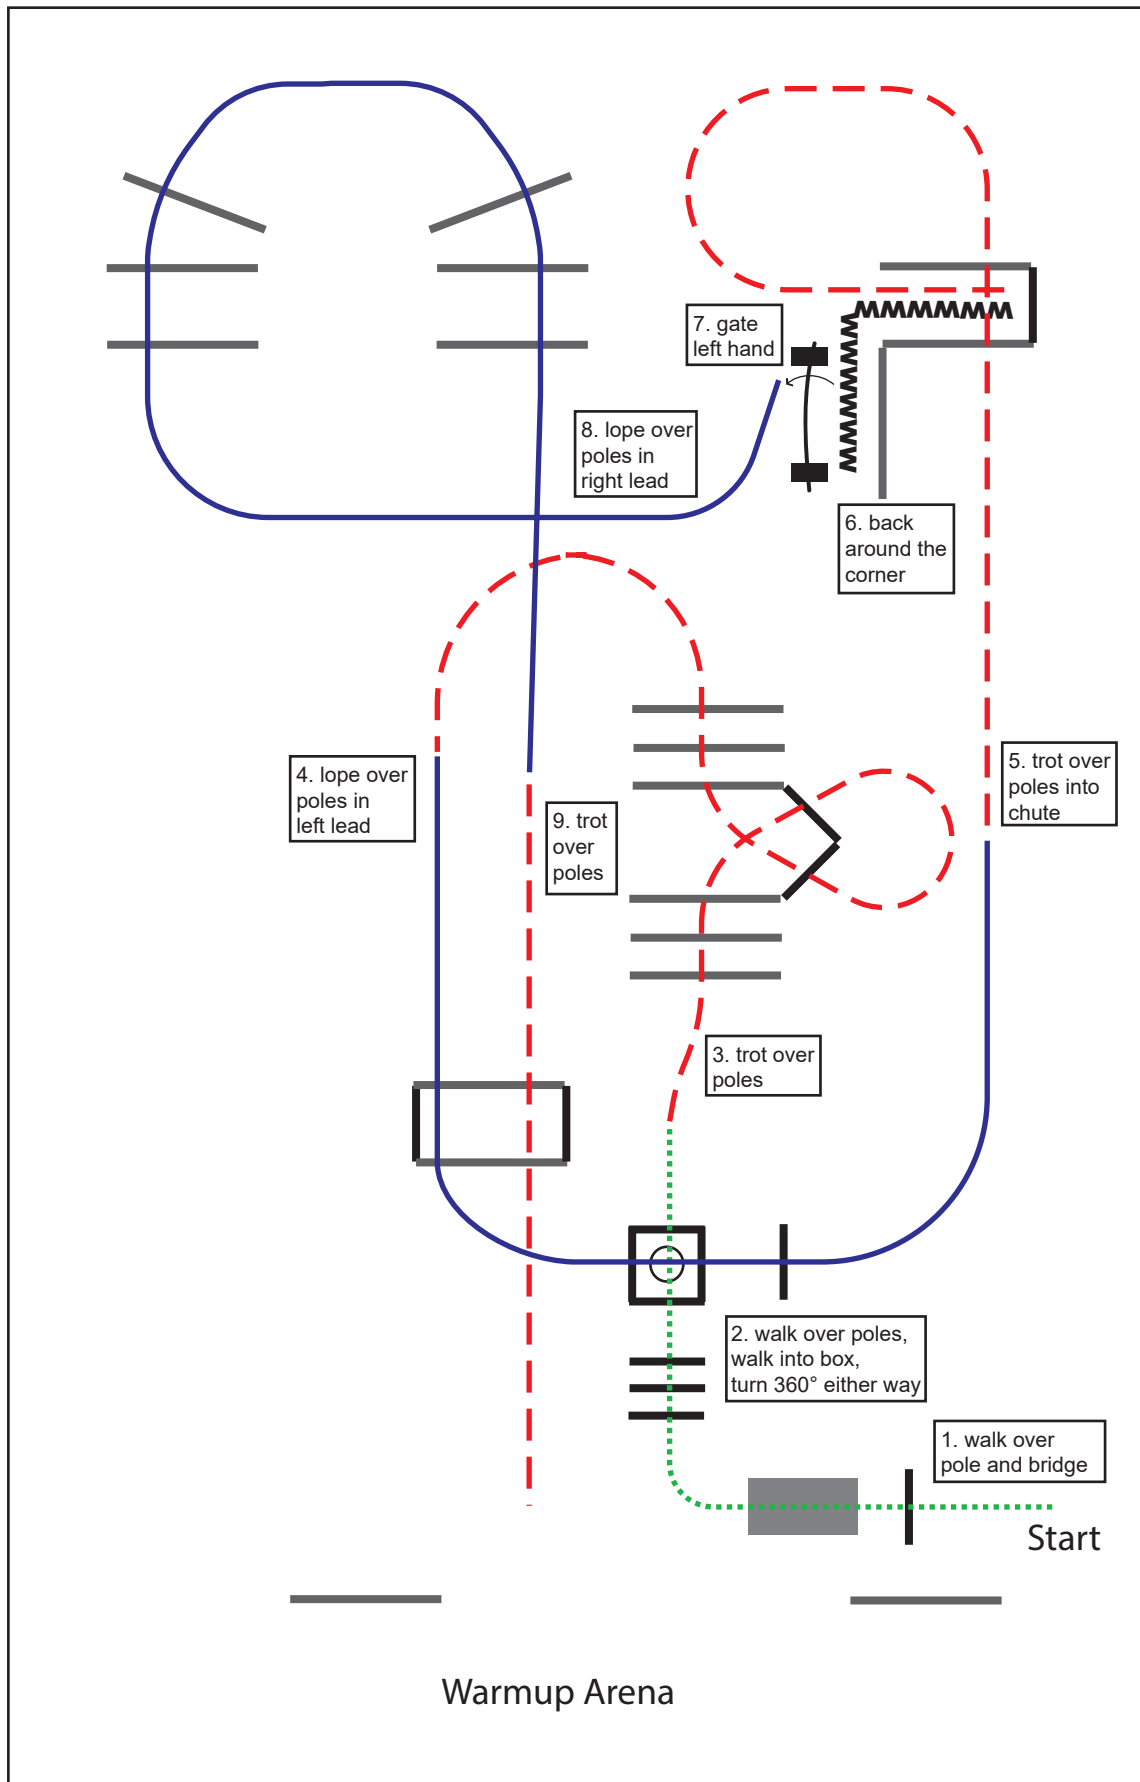 7. gate
left hand
8. lope over
poles in
right lead
6. back
around the
corner
4. lope over
poles in
left lead
5. trot over
poles into
chute
9. trot
over
poles
3. trot over
poles
2. walk over poles,
walk into box,
turn 360° either way
1. walk over
pole and bridge
Start
Warmup Arena